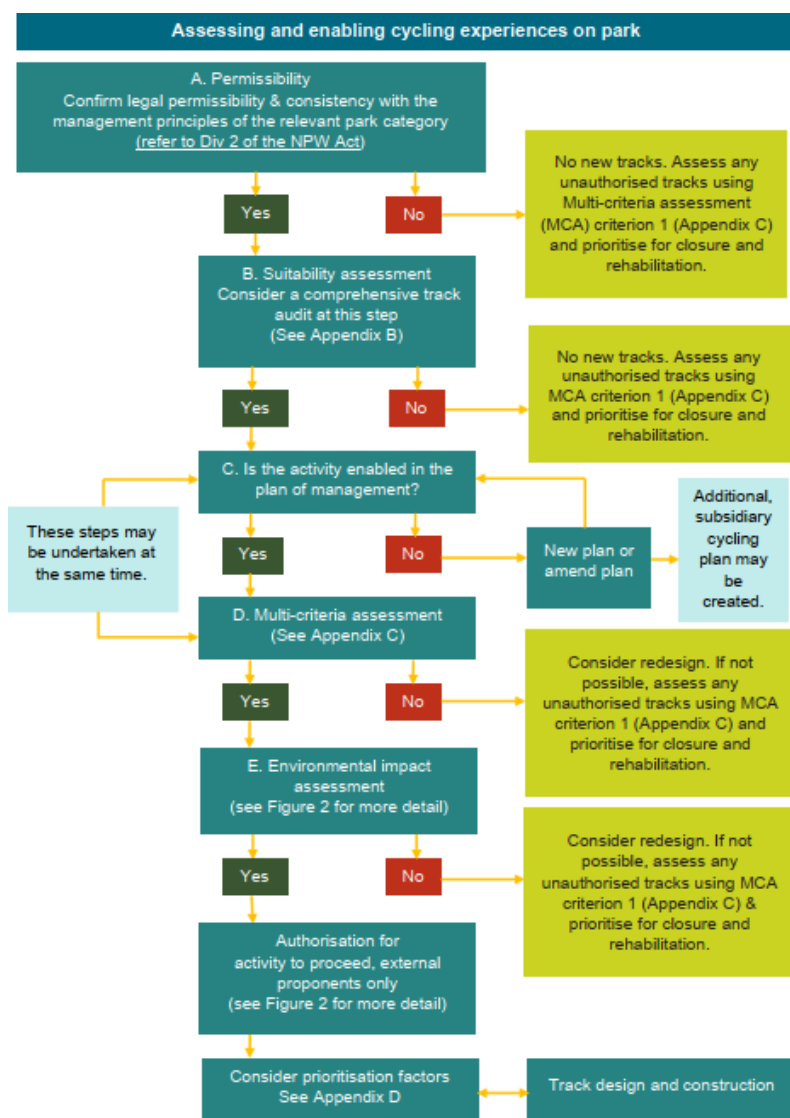 Assessing and enabling cycling experiences on park
A. Permissibility
Confirm legal permissibility & consistency with the
management principles of the relevant park category
(refer to Div 2 of the NPW Act)
Yes
No
No new tracks. Assess any
unauthorised tracks using
Multi-criteria assessment
(MCA) criterion 1 (Appendix C)
and prioritise for closure and
rehabilitation.
B. Suitability assessment
Consider a comprehensive track
audit at this step
(See Appendix B)
Yes
No
No new tracks. Assess any
unauthorised tracks using
MCA criterion 1 (Appendix C)
and prioritise for closure and
rehabilitation.
C. Is the activity enabled in the
plan of management?
These steps may
be undertaken at
the same time.
Yes
No
New plan or
amend plan
Additional,
subsidiary
cycling
plan may
be
created.
D. Multi-criteria assessment
(See Appendix C)
Yes
No
Consider redesign. If not
possible, assess any
unauthorised tracks using MCA
criterion 1 (Appendix C) and
prioritise for closure and
rehabilitation.
E. Environmental impact
assessment
(see Figure 2 for more detail)
Yes
No
Consider redesign. If not
possible, assess any
unauthorised tracks using MCA
criterion 1 (Appendix C) &
prioritise for closure and
rehabilitation.
Authorisation for
activity to proceed, external
proponents only
(see Figure 2 for more detail)
Consider prioritisation factors
See Appendix D
Track design and construction